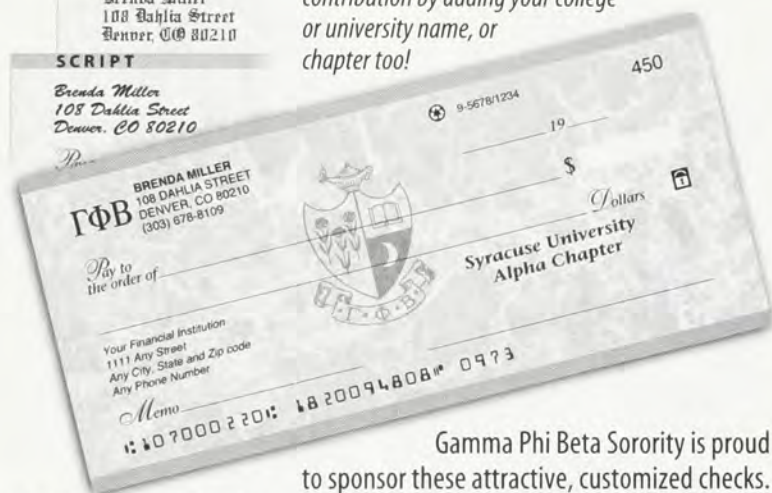 108 Dahlia Street
Denver, CO 80210
SCRIPT
Brenda Miller
108 Dahlia Street
Denver, CO 80210
contribution by adding your college
or university name, or
chapter too!
450
9-5678/1234
19
ΓΦΒ
BRENDA MILLER
108 DAHLIA STREET
DENVER, CO 80210
(303) 678-8109
$
Pay to
the order of
Dollars
Syracuse University
Alpha Chapter
Γ·Φ·Β
Your Financial Institution
1111 Any Street
Any City, State and Zip code
Any Phone Number
Memo
⑆107000220⑆ 1820094808⑈ 0973
Gamma Phi Beta Sorority is proud
to sponsor these attractive, customized checks.